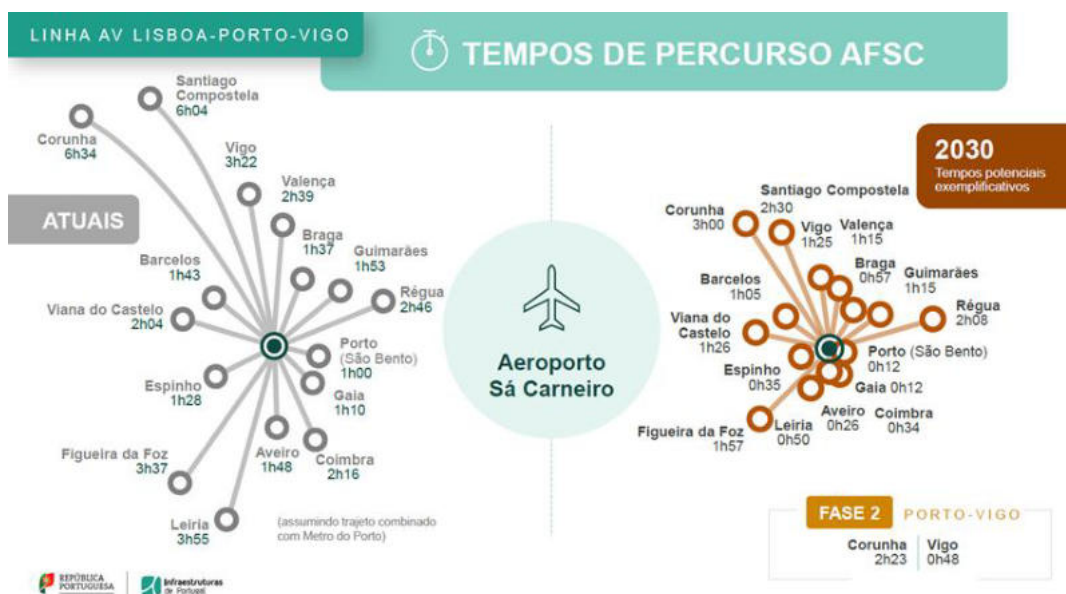 LINHA AV LISBOA-PORTO-VIGO
TEMPOS DE PERCURSO AFSC
ATUAIS
Santiago
Compostela
6h04
Corunha
6h34
Vigo
3h22
Valença
2h39
Braga
1h37
Guimarães
1h53
Barcelos
1h43
Régua
2h46
Viana do Castelo
2h04
Porto
(São Bento)
1h00
Espinho
1h28
Gaia
1h10
Aveiro
1h48
Coimbra
2h16
Figueira da Foz
3h37
Leiria
3h55
(assumindo trajeto combinado
com Metro do Porto)
Aeroporto
Sá Carneiro
2030
Tempos potenciais
exemplificativos
Santiago Compostela
2h30
Corunha
3h00
Vigo
1h25
Valença
1h15
Braga
0h57
Guimarães
1h15
Barcelos
1h05
Régua
2h08
Viana do
Castelo
1h26
Porto (São Bento)
0h12
Espinho
0h35
Gaia 0h12
Aveiro
0h26
Coimbra
0h34
Leiria
0h50
Figueira da Foz
1h57
FASE 2 PORTO-VIGO
Corunha
2h23
Vigo
0h48
REPÚBLICA
PORTUGUESA
Infraestruturas
de Portugal